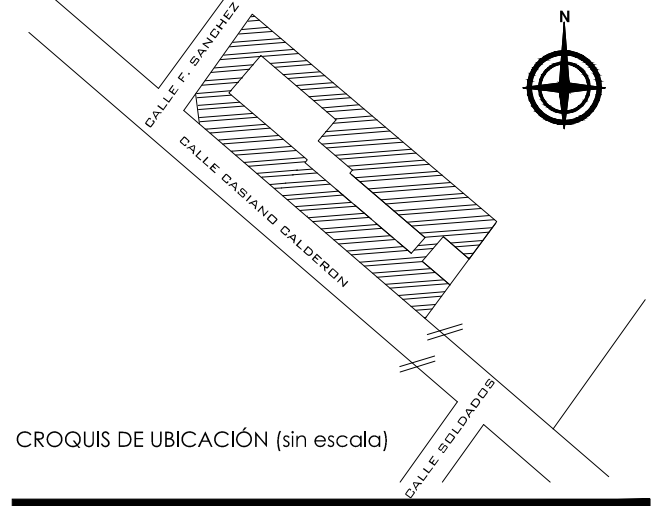 N
CALLE F. SANCHEZ
CALLE CASIANO CALDERON
CALLE SOLDADOS
CROQUIS DE UBICACIÓN (sin escala)